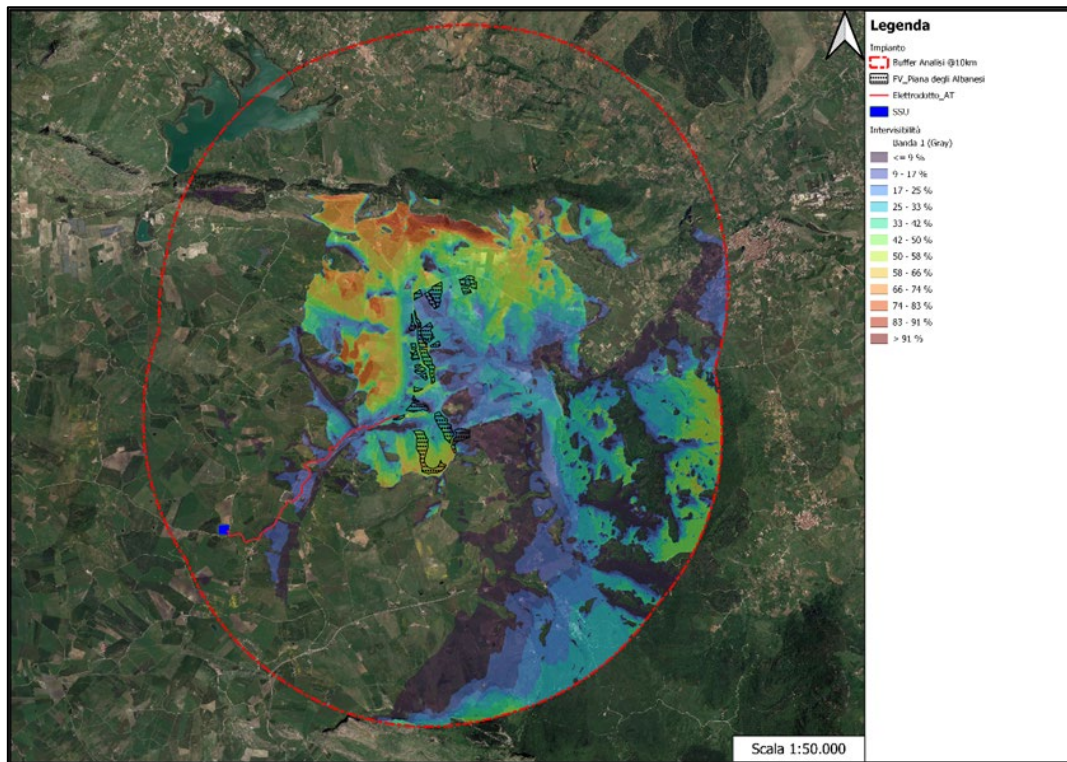 Legenda
Impianto
Buffer Analisi @10km
FV_Piana degli Albanesi
Elettrodotto_AT
SSU
Intervisibilità
Banda 1 (Gray)
<= 9 %
9 - 17 %
17 - 25 %
25 - 33 %
33 - 42 %
42 - 50 %
50 - 58 %
58 - 66 %
66 - 74 %
74 - 83 %
83 - 91 %
> 91 %
Scala 1:50.000